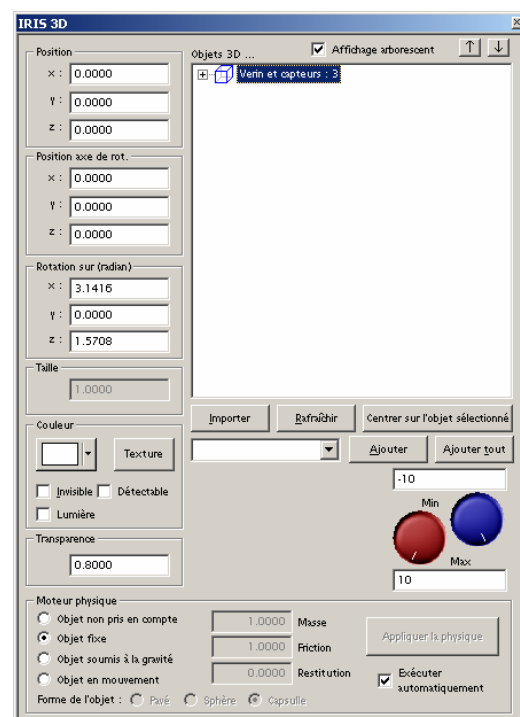 IRIS 3D
Position
x : 0.0000
y : 0.0000
z : 0.0000
Position axe de rot.
x : 0.0000
y : 0.0000
z : 0.0000
Rotation sur (radian)
x : 3.1416
y : 0.0000
z : 1.5708
Taille
1.0000
Couleur
Texture
Invisible
Détectable
Lumière
Transparence
0.8000
Objets 3D ...
Affichage arborescent
Verin et capteurs : 3
Importer
Rafraîchir
Centrer sur l'objet sélectionné
Ajouter
Ajouter tout
-10
Min
Max
10
Moteur physique
Objet non pris en compte
Objet fixe
Objet soumis à la gravité
Objet en mouvement
1.0000 Masse
1.0000 Friction
0.0000 Restitution
Appliquer la physique
Exécuter
automatiquement
Forme de l'objet : Pavé Sphère Capsulle